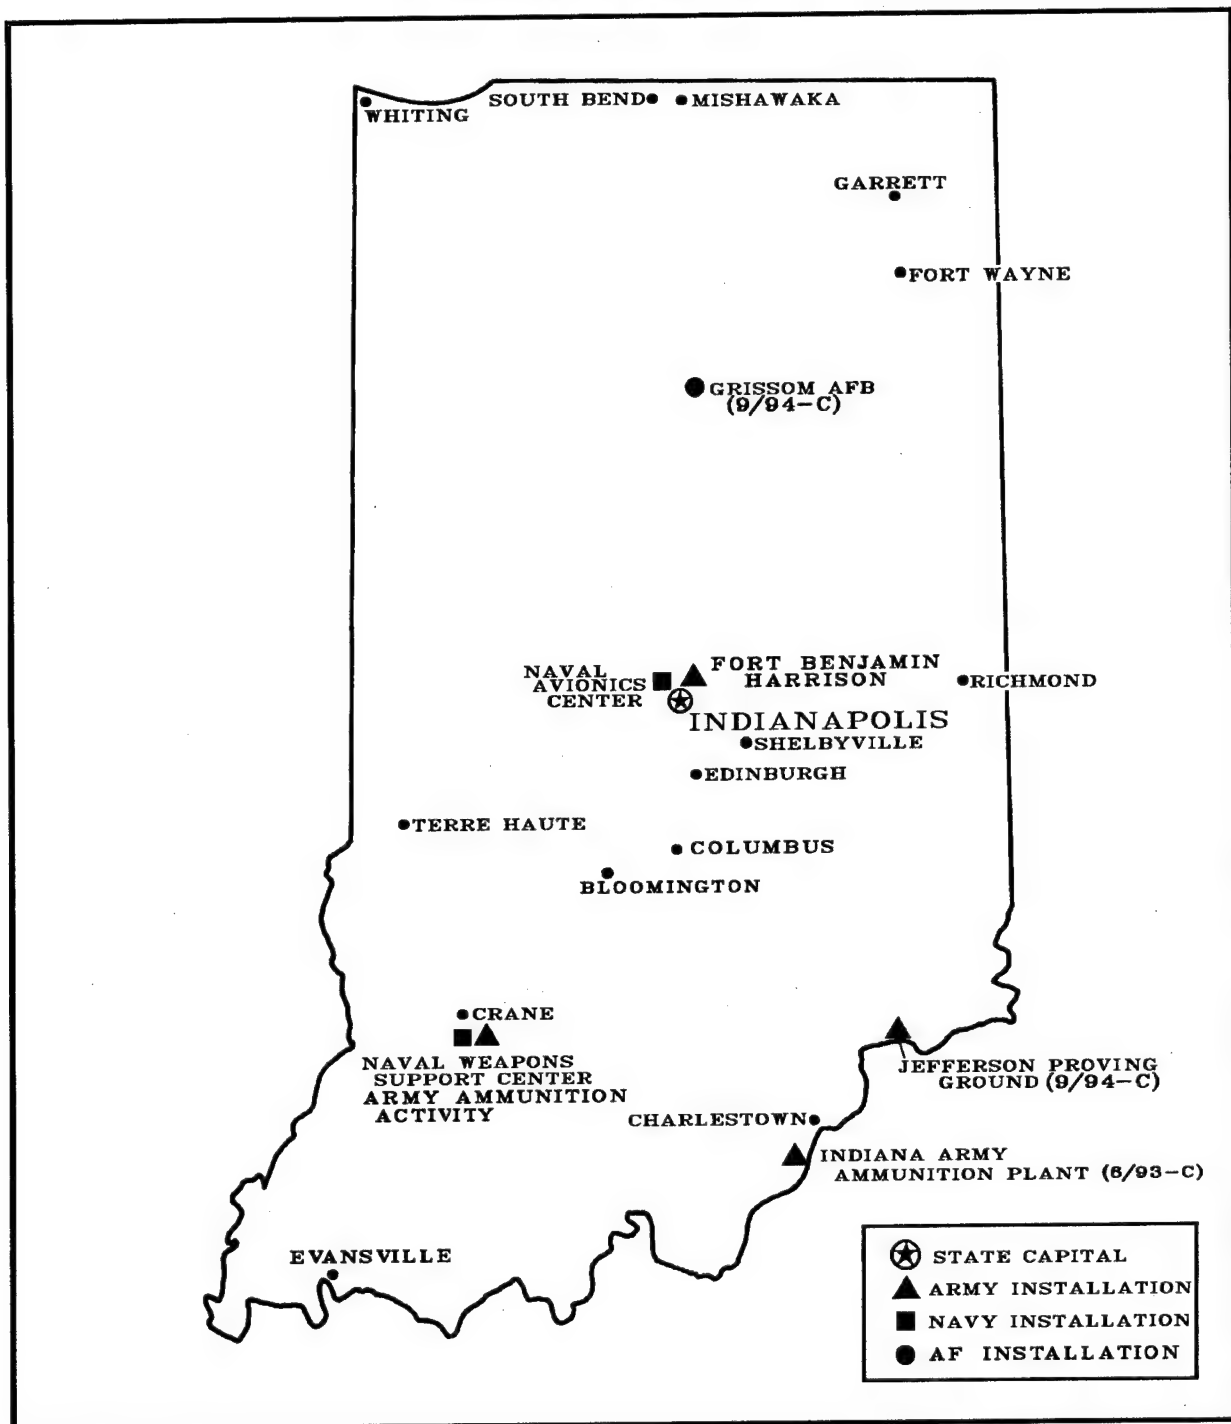 SOUTH BEND
MISHAWAKA
WHITING
GARRETT
FORT WAYNE
GRISSOM AFB
(9/94-C)
NAVAL
AVIONICS
CENTER
FORT BENJAMIN
HARRISON
RICHMOND
INDIANAPOLIS
SHELBYVILLE
EDINBURGH
TERRE HAUTE
COLUMBUS
BLOOMINGTON
CRANE
NAVAL WEAPONS
SUPPORT CENTER
ARMY AMMUNITION
ACTIVITY
JEFFERSON PROVING
GROUND (9/94-C)
CHARLESTOWN
INDIANA ARMY
AMMUNITION PLANT (6/93-C)
EVANSVILLE
STATE CAPITAL
ARMY INSTALLATION
NAVY INSTALLATION
AF INSTALLATION